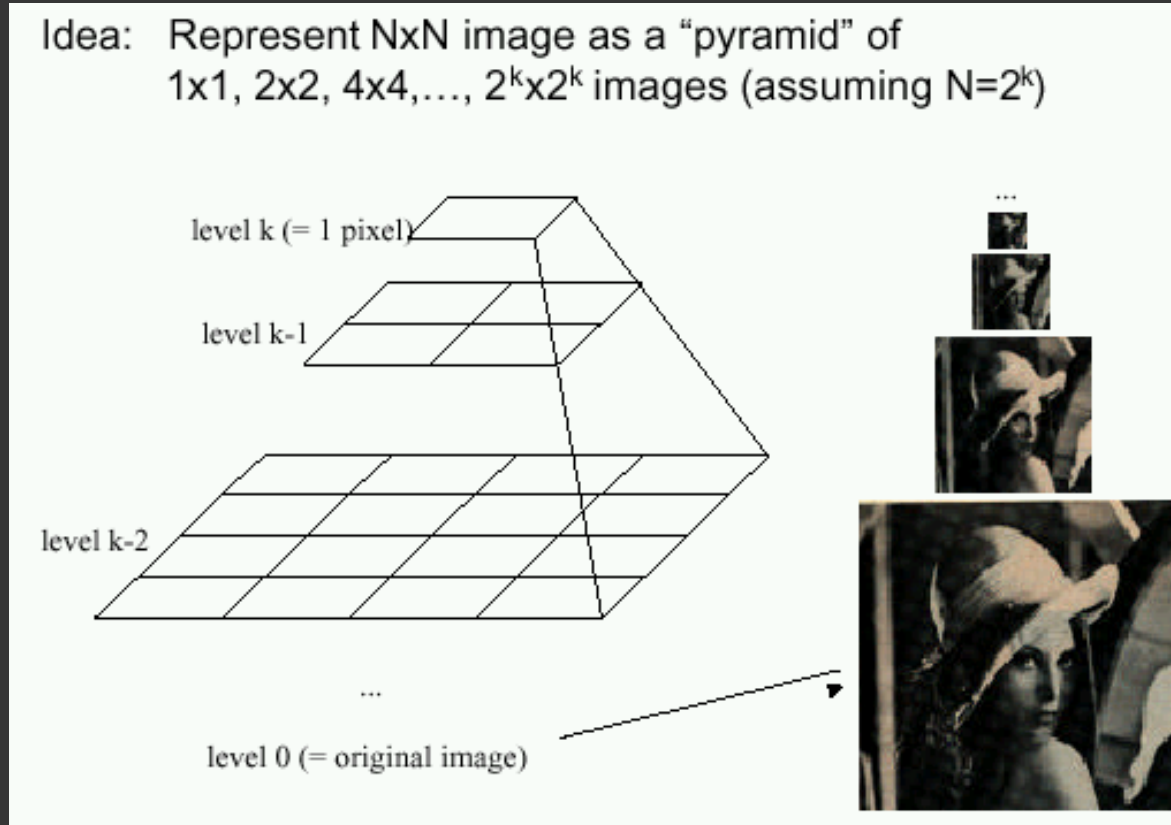 Idea: Represent NxN image as a “pyramid” of
1x1, 2x2, 4x4,…, 2ᵏx2ᵏ images (assuming N=2ᵏ)
...
level k (= 1 pixel)
level k-1
level k-2
...
level 0 (= original image)